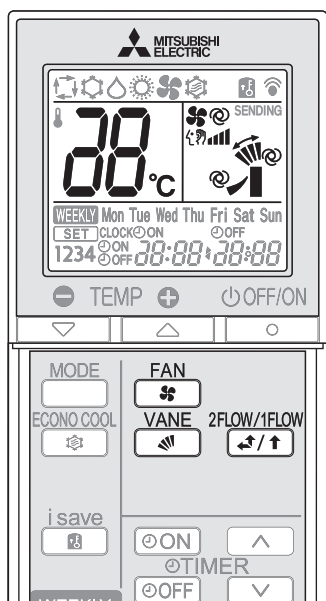 MITSUBISHI
ELECTRIC
SENDING
88°C
WEEKLY Mon Tue Wed Thu Fri Sat Sun
SET CLOCK ON OFF
1234 ON OFF 88:88 88:88
TEMP OFF/ON
MODE FAN
ECONO COOL VANE 2FLOW/1FLOW
i save
ON
TIMER
OFF